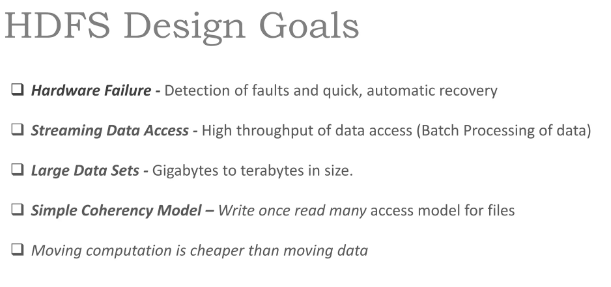 HDFS Design Goals
Hardware Failure - Detection of faults and quick, automatic recovery
Streaming Data Access - High throughput of data access (Batch Processing of data)
Large Data Sets - Gigabytes to terabytes in size.
Simple Coherency Model – Write once read many access model for files
Moving computation is cheaper than moving data